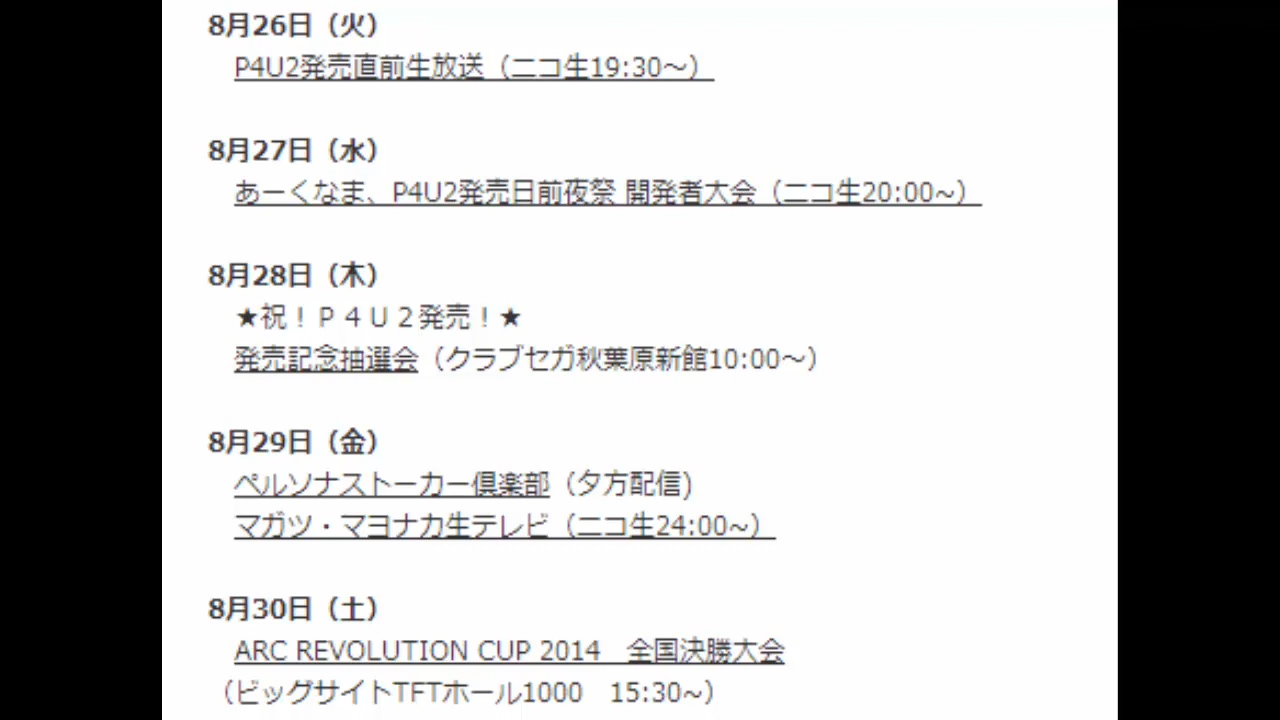 8月26日（火）
P4U2発売直前生放送（ニコ生19:30～）
8月27日（水）
あーくなま、P4U2発売日前夜祭 開発者大会（ニコ生20:00~）
8月28日（木）
★祝！Ｐ４Ｕ２発売！★
発売記念抽選会（クラブセガ秋葉原新館10:00～）
8月29日（金）
ペルソナストーカー倶楽部（夕方配信)
マガツ・マヨナカ生テレビ（ニコ生24:00~）
8月30日（土）
ARC REVOLUTION CUP 2014　全国決勝大会
（ビッグサイトTFTホール1000　15:30~）